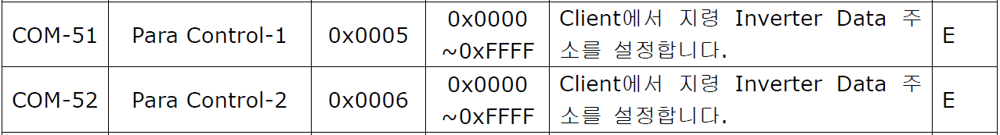 COM-51 Para Control-1 0x0005 0x0000 ~0xFFFF Client에서 지령 Inverter Data 주소를 설정합니다. E
COM-52 Para Control-2 0x0006 0x0000 ~0xFFFF Client에서 지령 Inverter Data 주소를 설정합니다. E